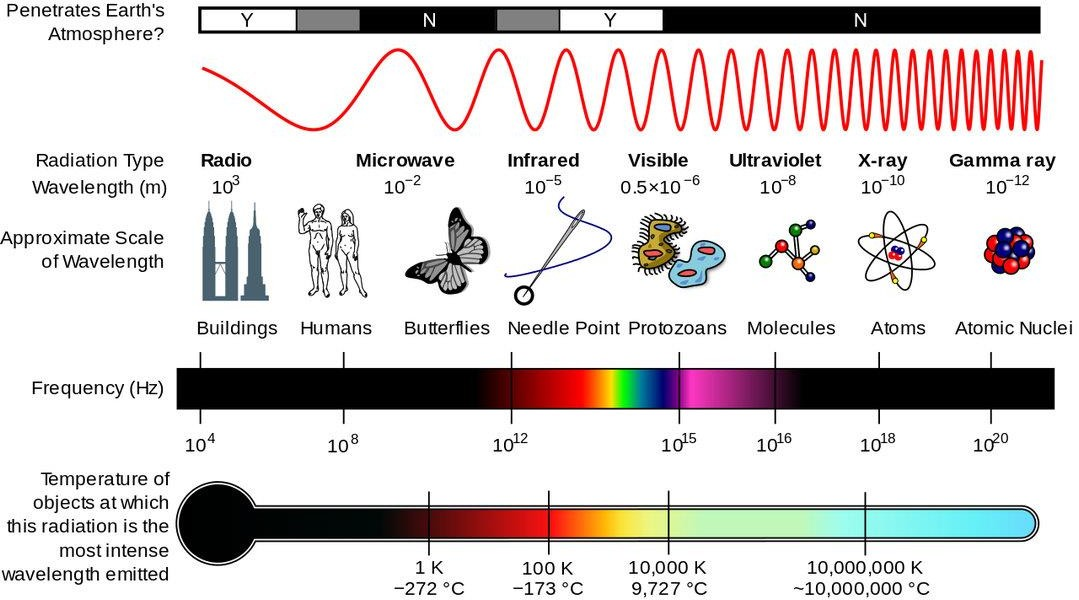 Penetrates Earth's
Atmosphere?
Y N Y N
Radiation Type
Radio Microwave Infrared Visible Ultraviolet X-ray Gamma ray
Wavelength (m)
10³ 10⁻² 10⁻⁵ 0.5×10⁻⁶ 10⁻⁸ 10⁻¹⁰ 10⁻¹²
Approximate Scale
of Wavelength
Buildings Humans Butterflies Needle Point Protozoans Molecules Atoms Atomic Nuclei
Frequency (Hz)
10⁴ 10⁸ 10¹² 10¹⁵ 10¹⁶ 10¹⁸ 10²⁰
Temperature of
objects at which
this radiation is the
most intense
wavelength emitted
1 K 100 K 10,000 K 10,000,000 K
−272 °C −173 °C 9,727 °C ~10,000,000 °C